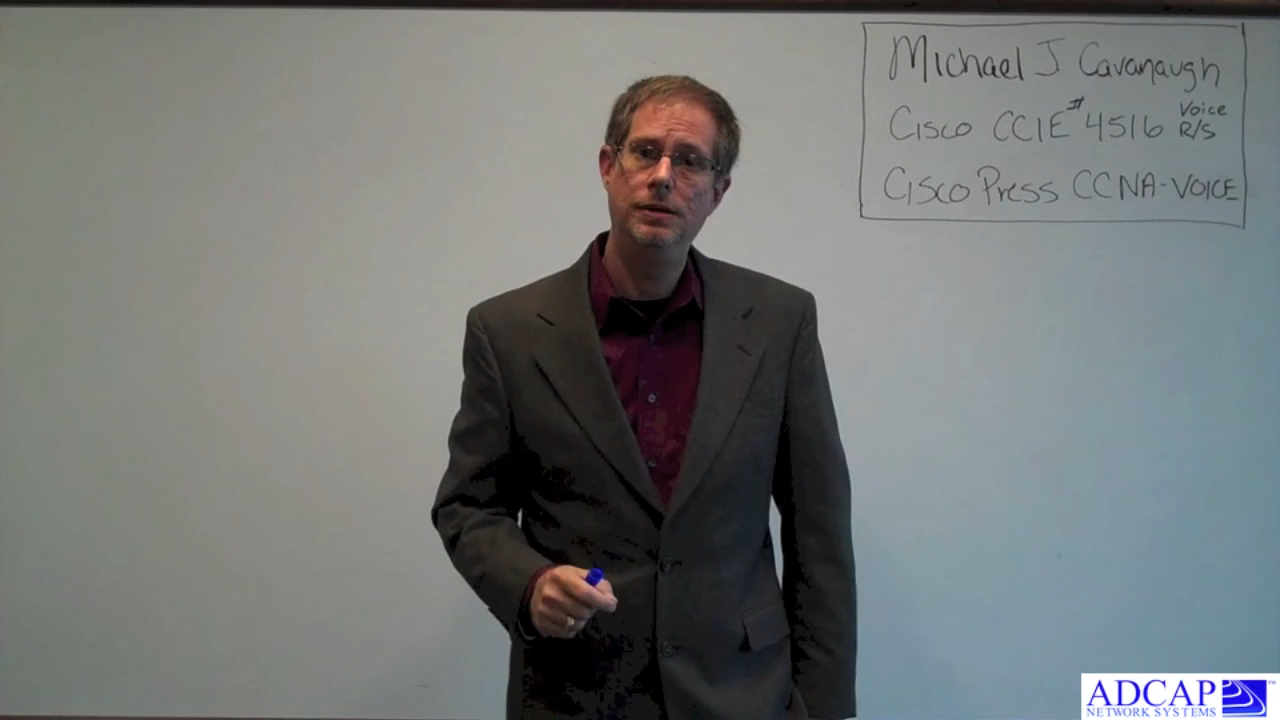 Michael J Cavanaugh
Cisco CCIE # 4516 Voice R/S
Cisco Press CCNA-VOICE
ADCAP
NETWORK SYSTEMS